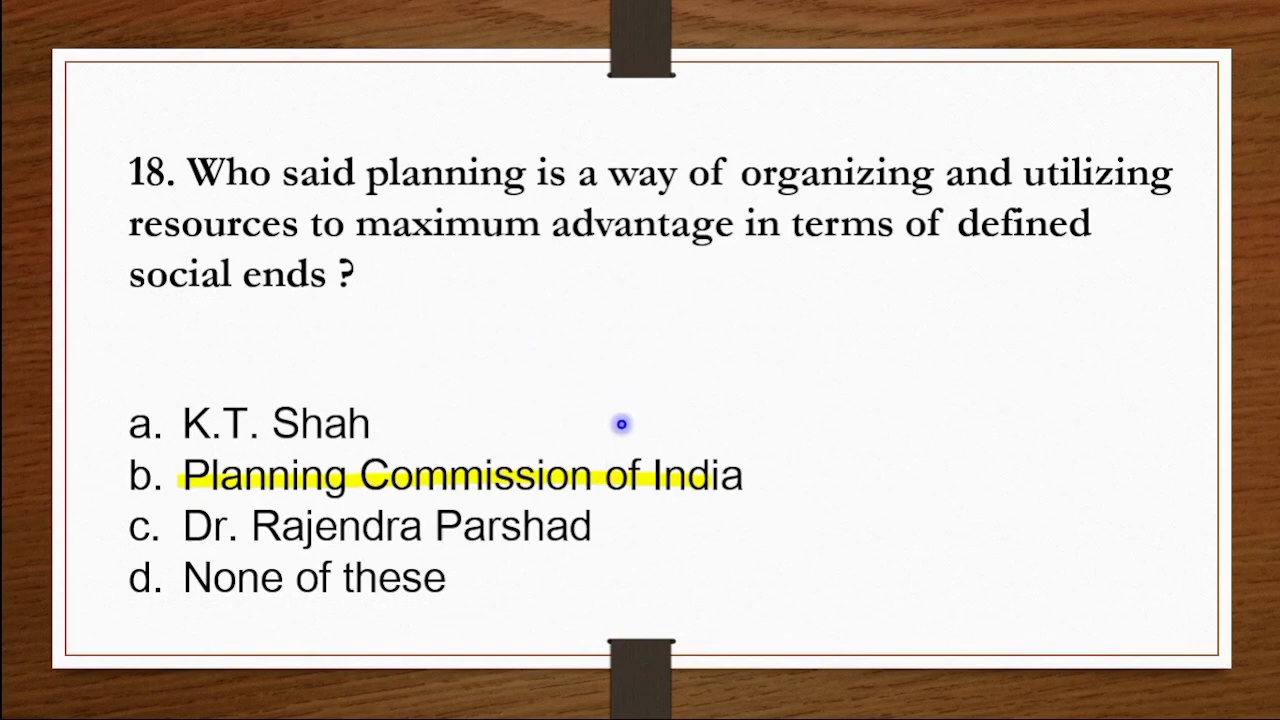 18. Who said planning is a way of organizing and utilizing
resources to maximum advantage in terms of defined
social ends ?
a. K.T. Shah
b. Planning Commission of India
c. Dr. Rajendra Parshad
d. None of these